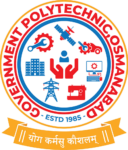 GOVERNMENT POLYTECHNIC,OSMANABAD
ESTD 1985
॥ योग कर्मसु कौशलम् ॥